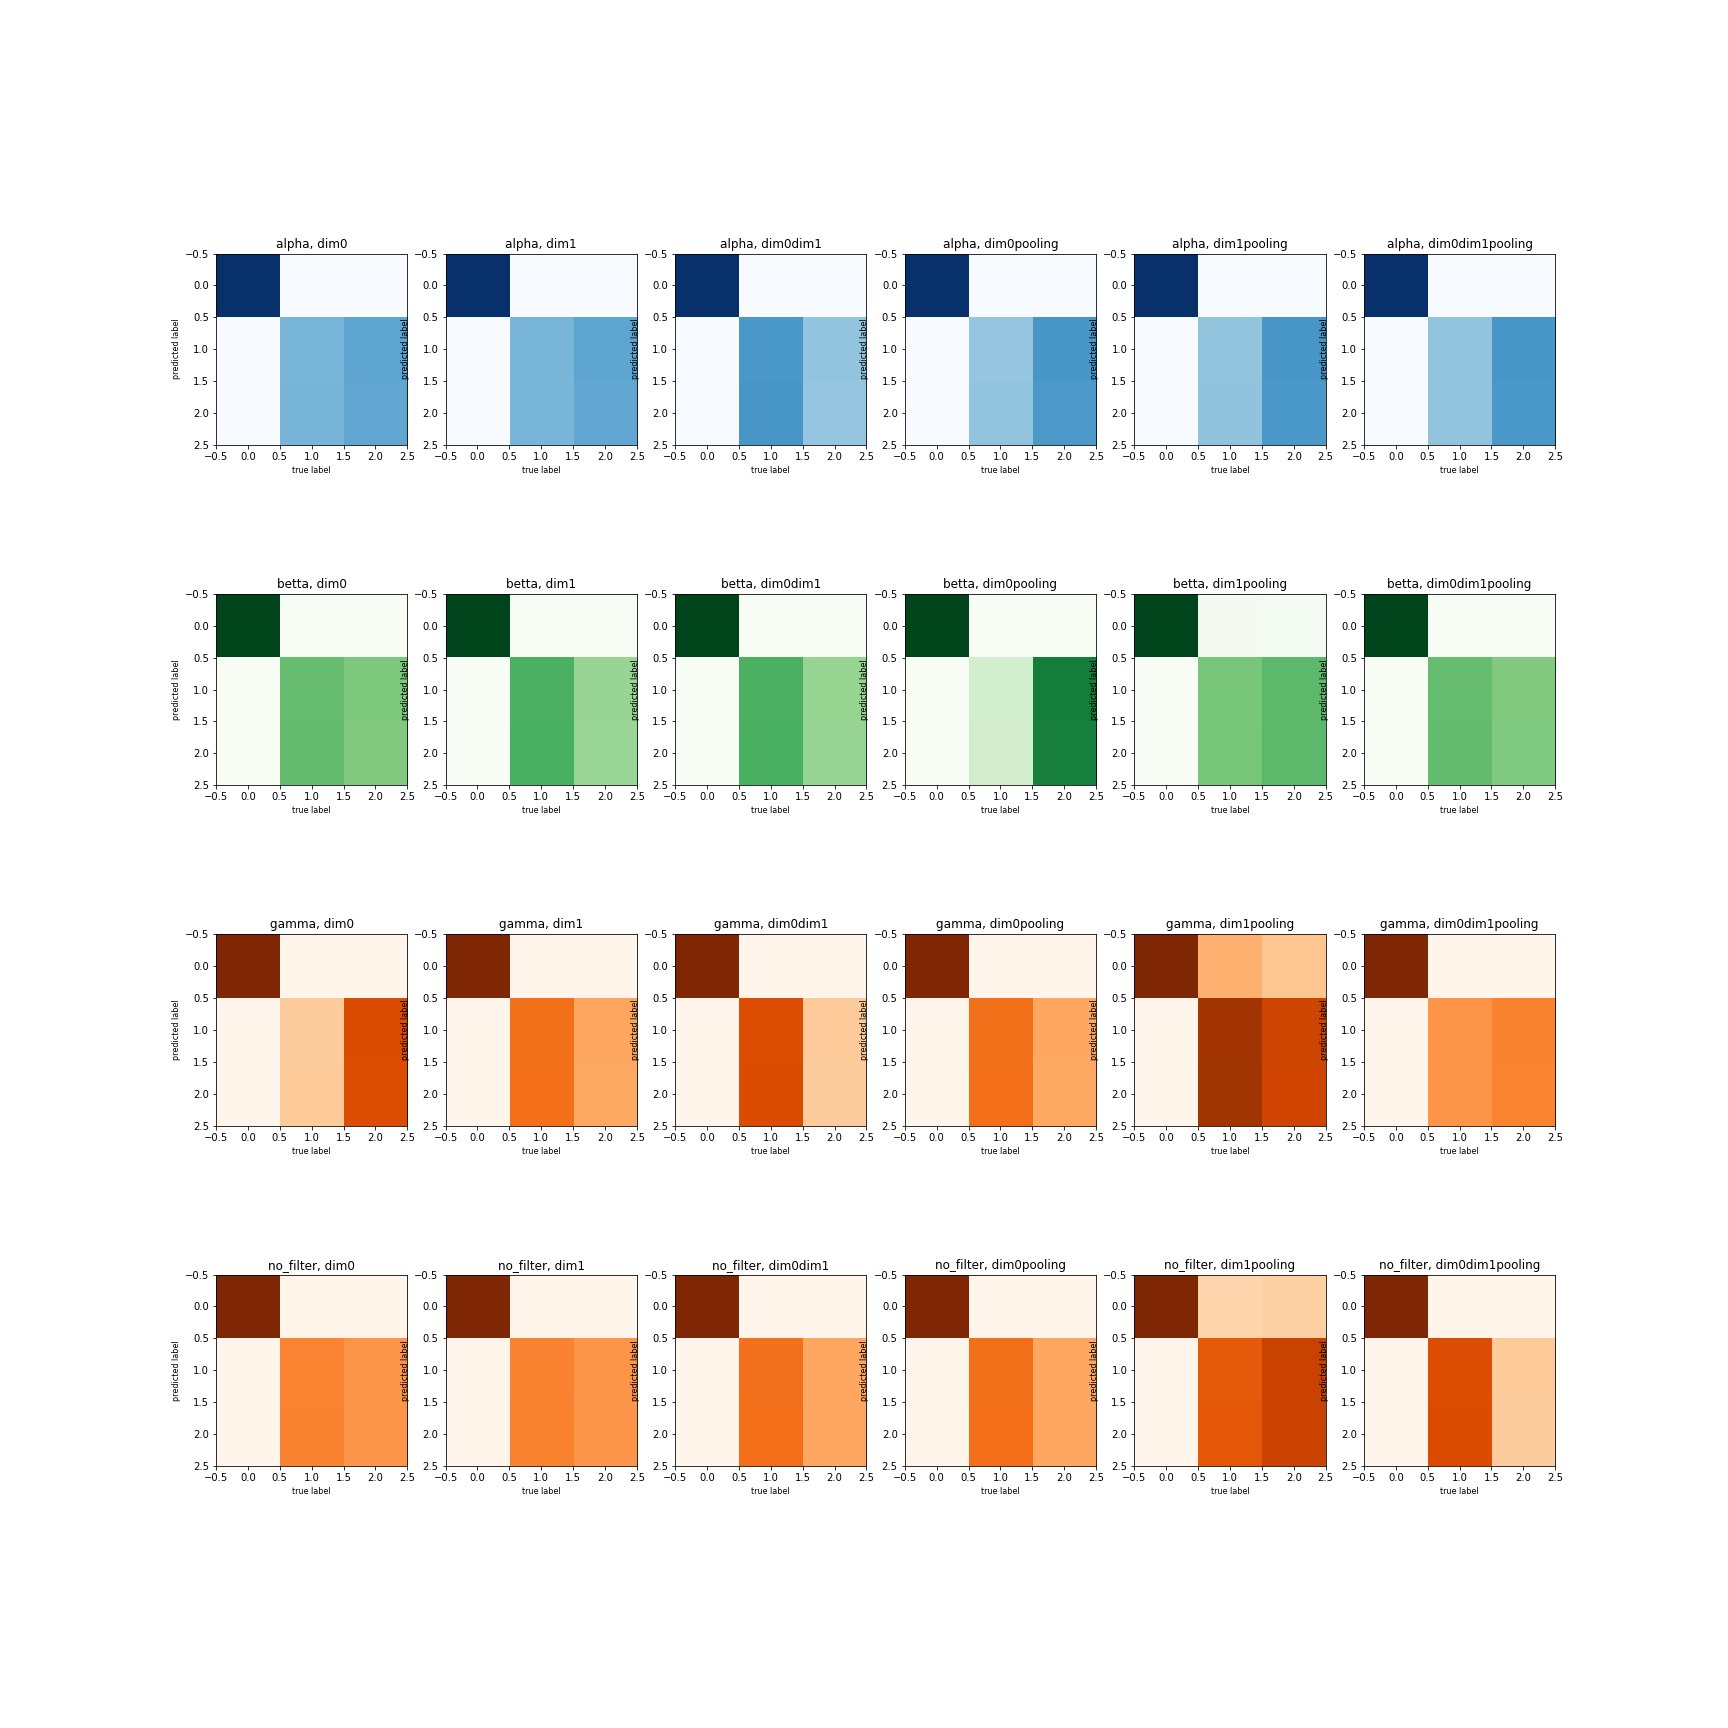 alpha, dim0
alpha, dim1
alpha, dim0dim1
alpha, dim0pooling
alpha, dim1pooling
alpha, dim0dim1pooling
−0.5 −0.5 −0.5 −0.5 −0.5 −0.5
0.0 0.0 0.0 0.0 0.0 0.0
0.5 0.5 0.5 0.5 0.5 0.5
1.0 1.0 1.0 1.0 1.0 1.0
1.5 1.5 1.5 1.5 1.5 1.5
2.0 2.0 2.0 2.0 2.0 2.0
2.5 2.5 2.5 2.5 2.5 2.5
predicted label predicted label predicted label predicted label predicted label predicted label
−0.5 0.0 0.5 1.0 1.5 2.0 2.5 −0.5 0.0 0.5 1.0 1.5 2.0 2.5 −0.5 0.0 0.5 1.0 1.5 2.0 2.5 −0.5 0.0 0.5 1.0 1.5 2.0 2.5 −0.5 0.0 0.5 1.0 1.5 2.0 2.5 −0.5 0.0 0.5 1.0 1.5 2.0 2.5
true label true label true label true label true label true label
betta, dim0
betta, dim1
betta, dim0dim1
betta, dim0pooling
betta, dim1pooling
betta, dim0dim1pooling
−0.5 −0.5 −0.5 −0.5 −0.5 −0.5
0.0 0.0 0.0 0.0 0.0 0.0
0.5 0.5 0.5 0.5 0.5 0.5
1.0 1.0 1.0 1.0 1.0 1.0
1.5 1.5 1.5 1.5 1.5 1.5
2.0 2.0 2.0 2.0 2.0 2.0
2.5 2.5 2.5 2.5 2.5 2.5
predicted label predicted label predicted label predicted label predicted label predicted label
−0.5 0.0 0.5 1.0 1.5 2.0 2.5 −0.5 0.0 0.5 1.0 1.5 2.0 2.5 −0.5 0.0 0.5 1.0 1.5 2.0 2.5 −0.5 0.0 0.5 1.0 1.5 2.0 2.5 −0.5 0.0 0.5 1.0 1.5 2.0 2.5 −0.5 0.0 0.5 1.0 1.5 2.0 2.5
true label true label true label true label true label true label
gamma, dim0
gamma, dim1
gamma, dim0dim1
gamma, dim0pooling
gamma, dim1pooling
gamma, dim0dim1pooling
−0.5 −0.5 −0.5 −0.5 −0.5 −0.5
0.0 0.0 0.0 0.0 0.0 0.0
0.5 0.5 0.5 0.5 0.5 0.5
1.0 1.0 1.0 1.0 1.0 1.0
1.5 1.5 1.5 1.5 1.5 1.5
2.0 2.0 2.0 2.0 2.0 2.0
2.5 2.5 2.5 2.5 2.5 2.5
predicted label predicted label predicted label predicted label predicted label predicted label
−0.5 0.0 0.5 1.0 1.5 2.0 2.5 −0.5 0.0 0.5 1.0 1.5 2.0 2.5 −0.5 0.0 0.5 1.0 1.5 2.0 2.5 −0.5 0.0 0.5 1.0 1.5 2.0 2.5 −0.5 0.0 0.5 1.0 1.5 2.0 2.5 −0.5 0.0 0.5 1.0 1.5 2.0 2.5
true label true label true label true label true label true label
no_filter, dim0
no_filter, dim1
no_filter, dim0dim1
no_filter, dim0pooling
no_filter, dim1pooling
no_filter, dim0dim1pooling
−0.5 −0.5 −0.5 −0.5 −0.5 −0.5
0.0 0.0 0.0 0.0 0.0 0.0
0.5 0.5 0.5 0.5 0.5 0.5
1.0 1.0 1.0 1.0 1.0 1.0
1.5 1.5 1.5 1.5 1.5 1.5
2.0 2.0 2.0 2.0 2.0 2.0
2.5 2.5 2.5 2.5 2.5 2.5
predicted label predicted label predicted label predicted label predicted label predicted label
−0.5 0.0 0.5 1.0 1.5 2.0 2.5 −0.5 0.0 0.5 1.0 1.5 2.0 2.5 −0.5 0.0 0.5 1.0 1.5 2.0 2.5 −0.5 0.0 0.5 1.0 1.5 2.0 2.5 −0.5 0.0 0.5 1.0 1.5 2.0 2.5 −0.5 0.0 0.5 1.0 1.5 2.0 2.5
true label true label true label true label true label true label